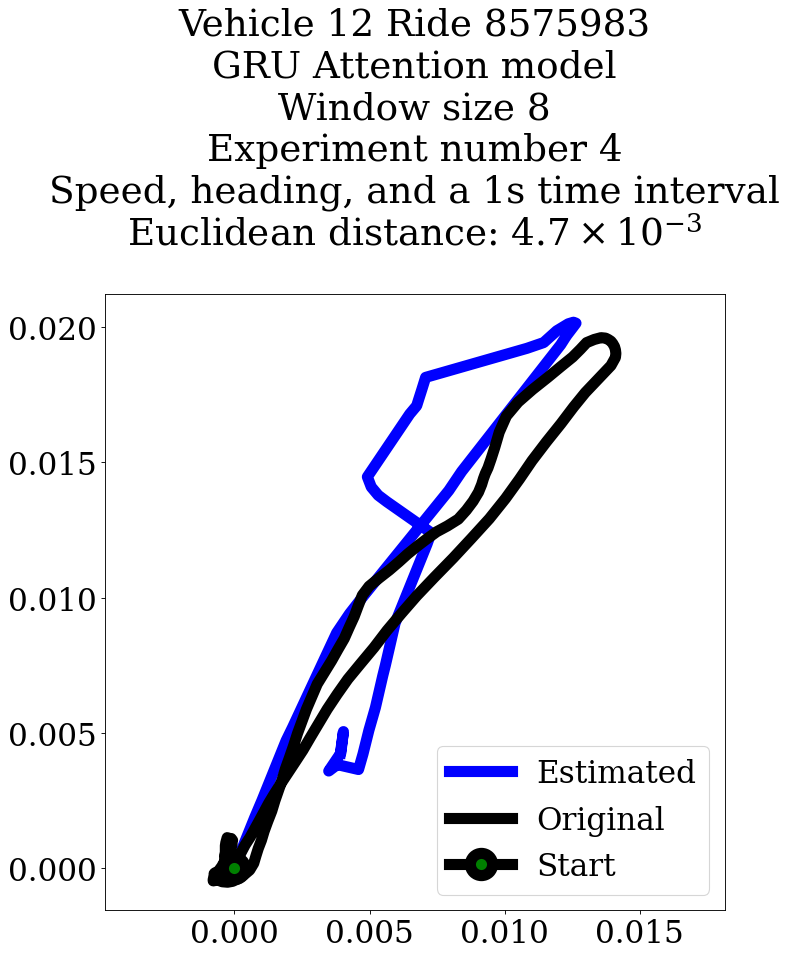 Vehicle 12 Ride 8575983
GRU Attention model
Window size 8
Experiment number 4
Speed, heading, and a 1s time interval
Euclidean distance: 4.7 × 10⁻³
0.020
0.015
0.010
0.005
0.000
Estimated
Original
Start
0.000 0.005 0.010 0.015